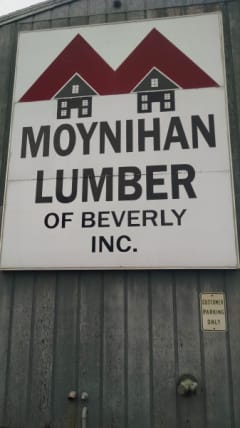 MOYNIHAN
LUMBER
OF BEVERLY
INC.
CUSTOMER
PARKING
ONLY